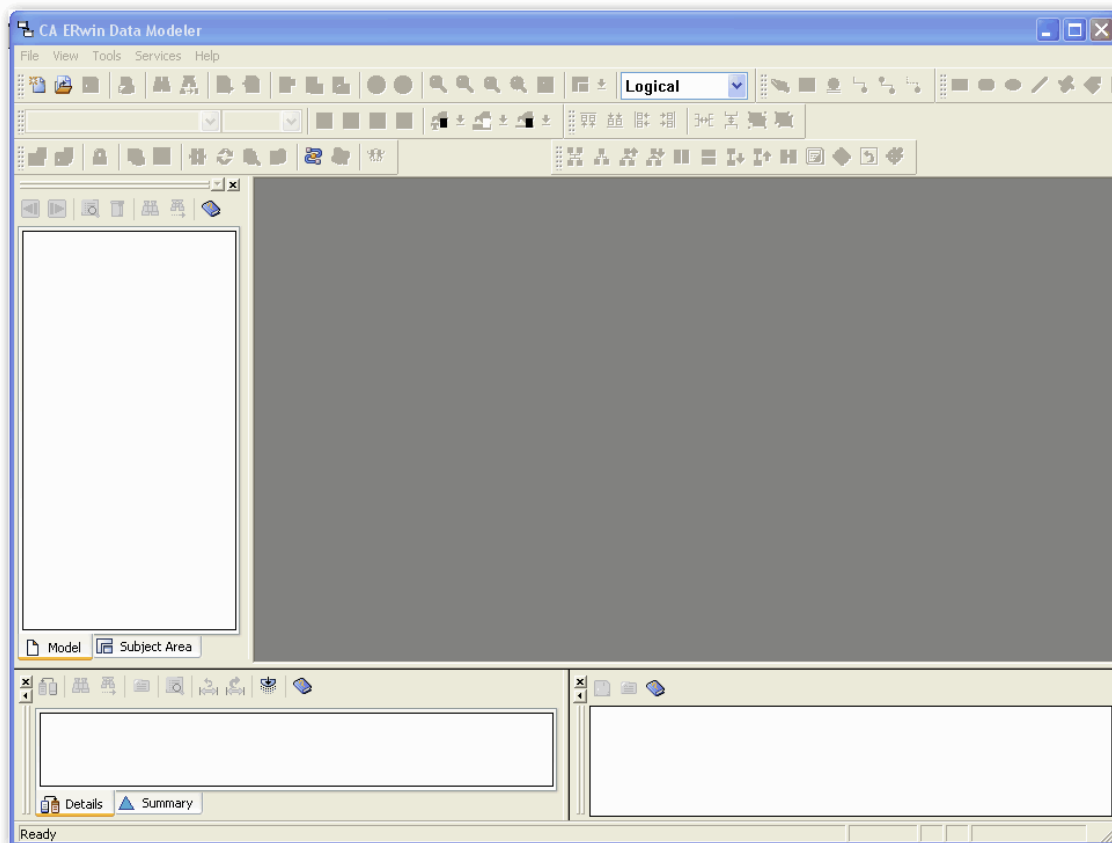 CA ERwin Data Modeler
File View Tools Services Help
Logical
Model Subject Area
Details Summary
Ready